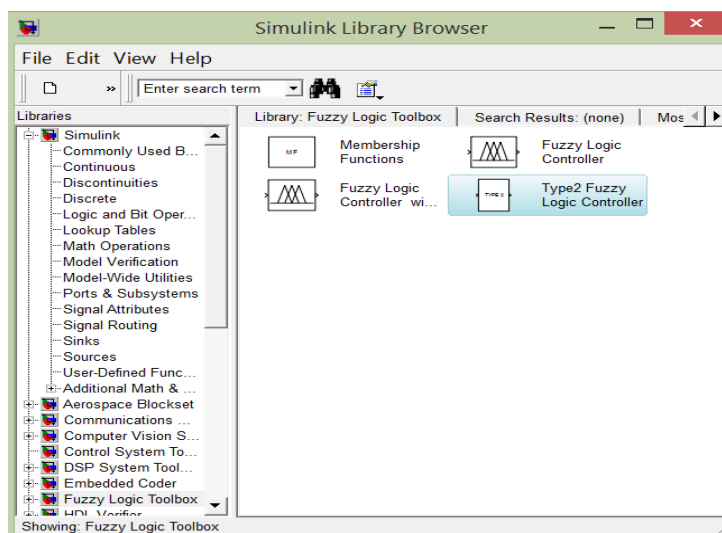 Simulink Library Browser
File Edit View Help
» Enter search term
Libraries
Simulink
Commonly Used B...
Continuous
Discontinuities
Discrete
Logic and Bit Oper...
Lookup Tables
Math Operations
Model Verification
Model-Wide Utilities
Ports & Subsystems
Signal Attributes
Signal Routing
Sinks
Sources
User-Defined Func...
Additional Math & ...
Aerospace Blockset
Communications ...
Computer Vision S...
Control System To...
DSP System Tool...
Embedded Coder
Fuzzy Logic Toolbox
HDL Verifier
Library: Fuzzy Logic Toolbox Search Results: (none) Mos
MF Membership
Functions
Fuzzy Logic
Controller
Fuzzy Logic
Controller wi...
Type2 Fuzzy
Logic Controller
Showing: Fuzzy Logic Toolbox